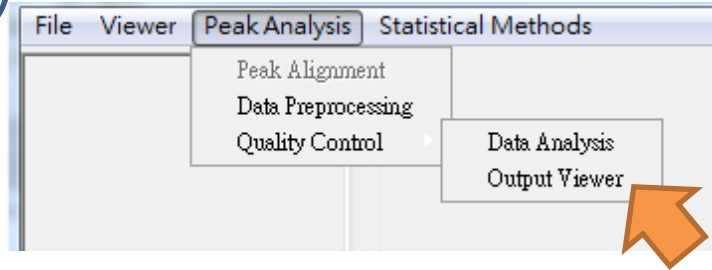 File Viewer Peak Analysis Statistical Methods
Peak Alignment
Data Preprocessing
Quality Control
Data Analysis
Output Viewer